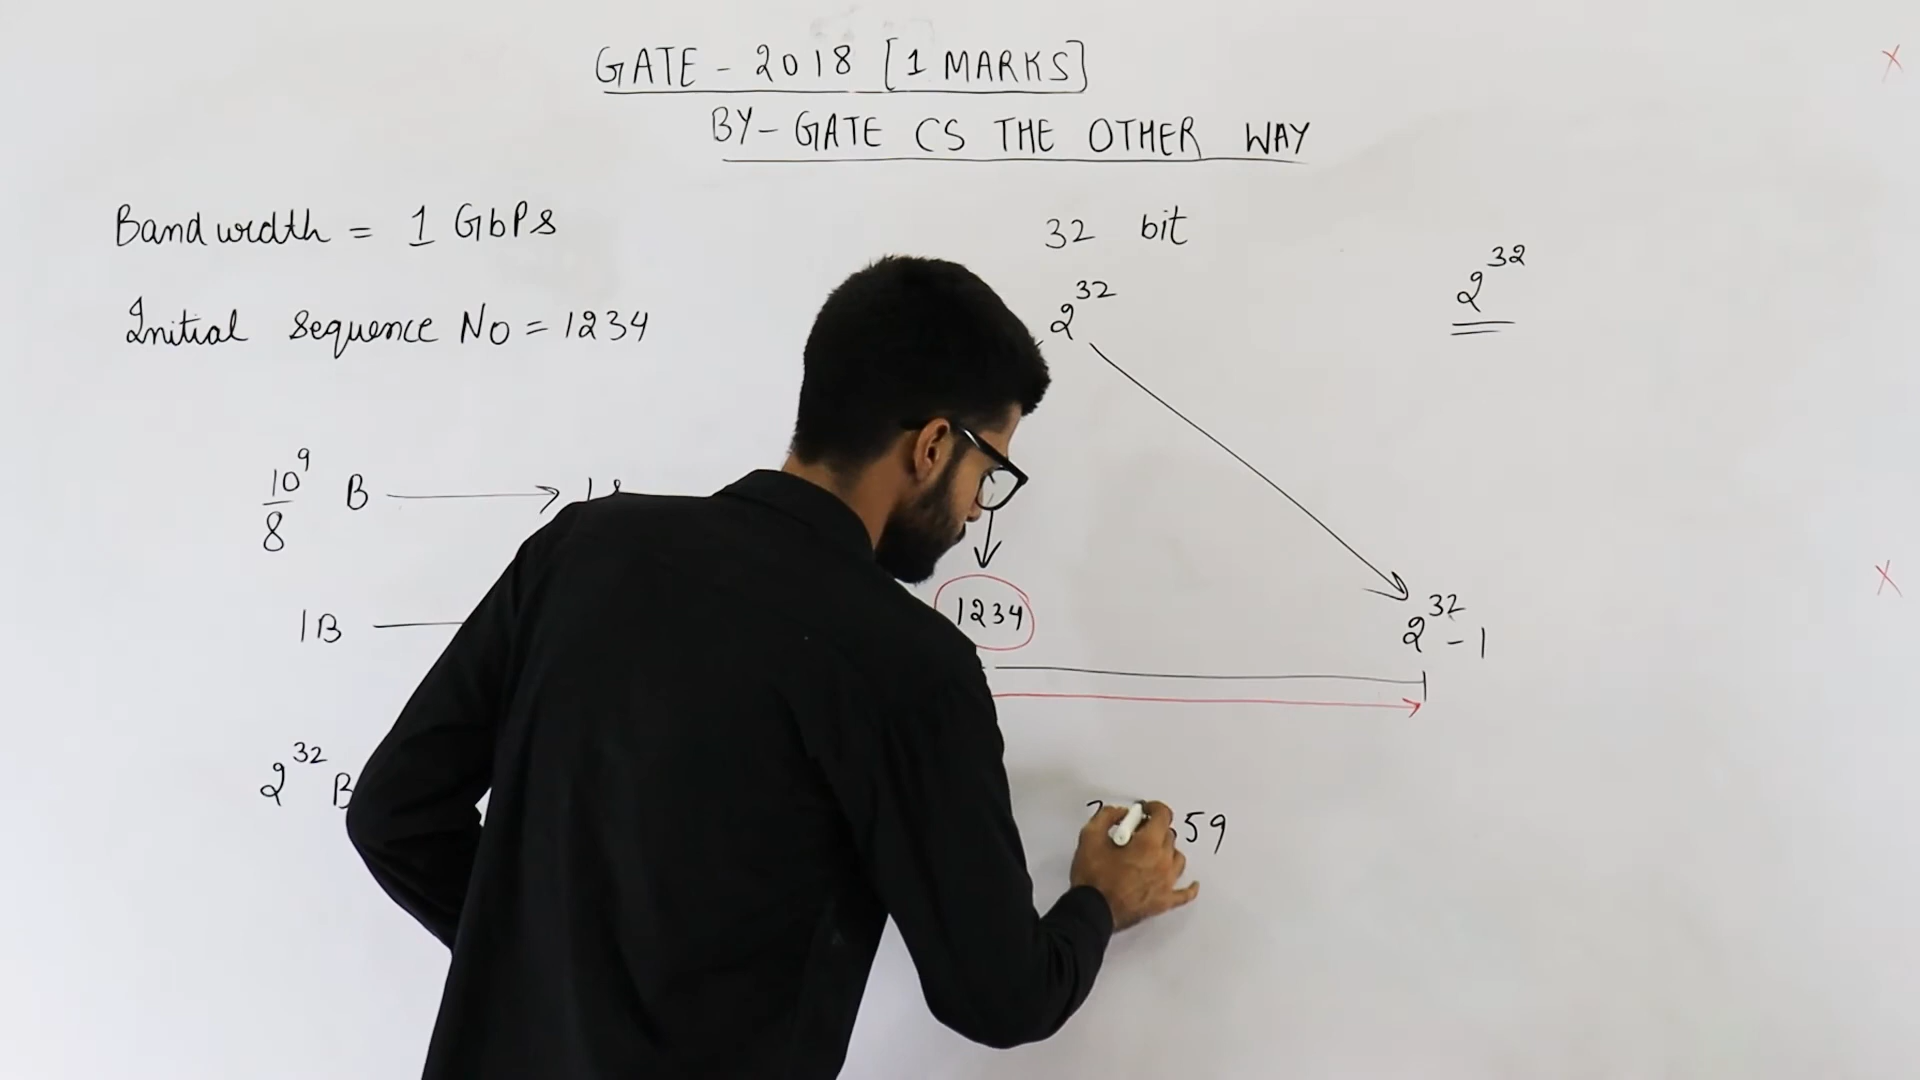 GATE - 2018 [1 MARKS]
BY - GATE CS THE OTHER WAY
Bandwidth = 1 GbPs
Initial sequence No = 1234
10^9/8 B → 1s
1B
2^32 B
32 bit
2^32
2^32
1234
2^32 - 1
59
X
X